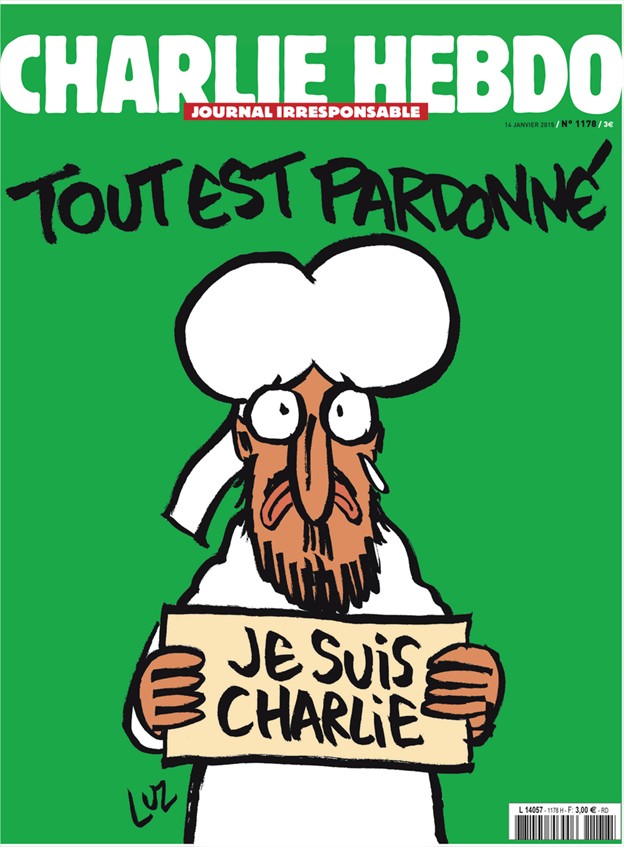 CHARLIE HEBDO
JOURNAL IRRESPONSABLE
14 JANVIER 2015 / N° 1178 / 3€
TOUT EST PARDONNÉ
JE SUIS
CHARLIE
LUZ
L 14057 - 1178 H - F: 3,00 € - RD